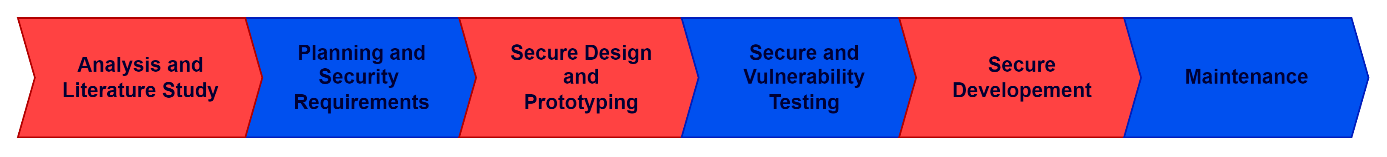 Analysis and
Literature Study
Planning and
Security
Requirements
Secure Design
and
Prototyping
Secure and
Vulnerability
Testing
Secure
Developement
Maintenance